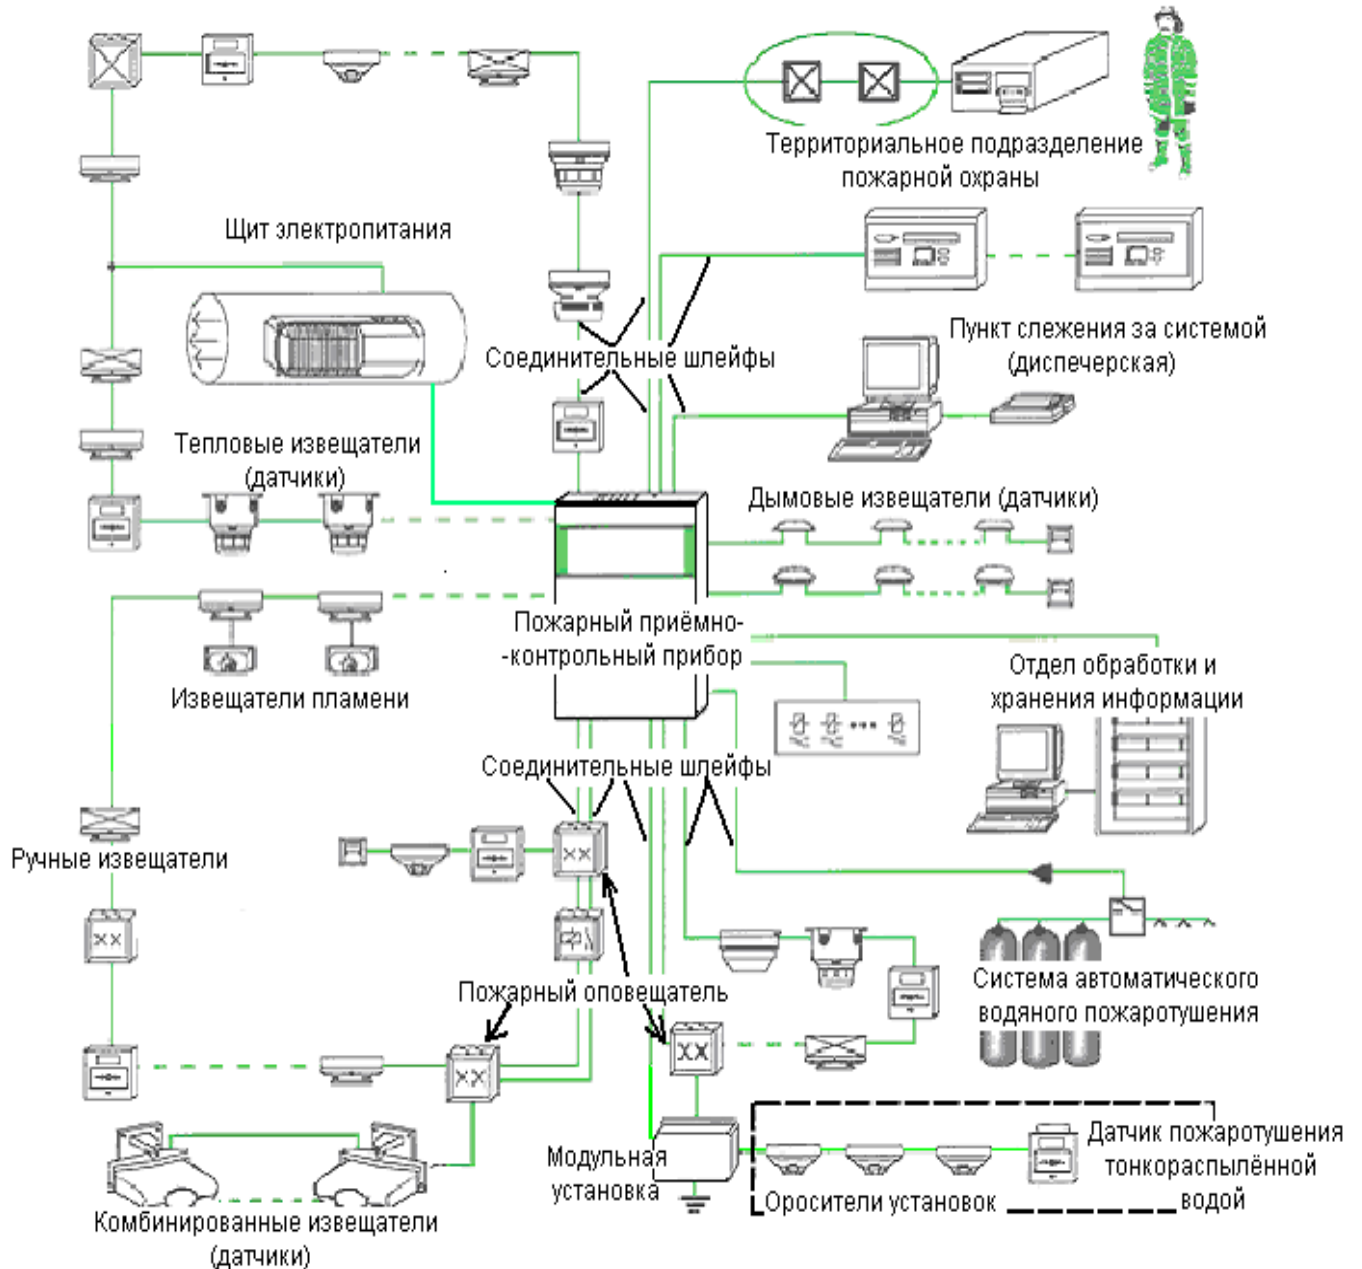 Территориальное подразделение
пожарной охраны
Щит электропитания
Пункт слежения за системой
(диспечерская)
Соединительные шлейфы
Тепловые извещатели
(датчики)
Дымовые извещатели (датчики)
Пожарный приёмно-
-контрольный прибор
Отдел обработки и
хранения информации
Извещатели пламени
Соединительные шлейфы
Ручные извещатели
Пожарный оповещатель
Система автоматического
водяного пожаротушения
Модульная
установка
Датчик пожаротушения
тонкораспылённой
водой
Оросители установок
Комбинированные извещатели
(датчики)